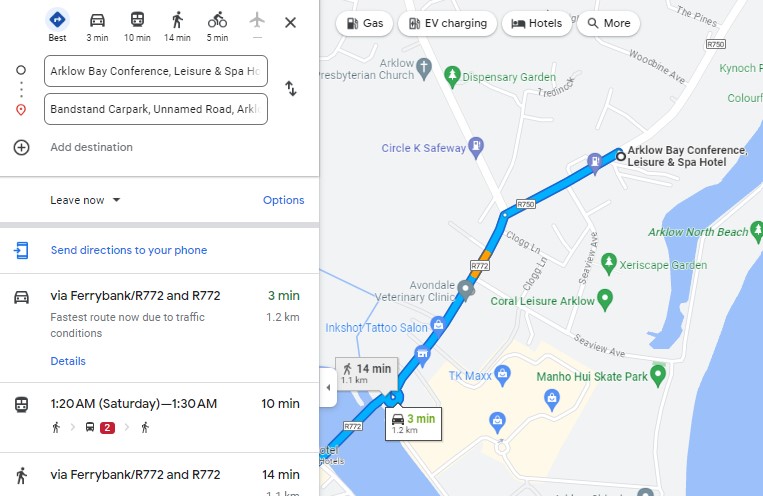 Best
3 min
10 min
14 min
5 min
—
Arklow Bay Conference, Leisure & Spa Ho
Bandstand Carpark, Unnamed Road, Arkl
Add destination
Leave now
Options
Send directions to your phone
via Ferrybank/R772 and R772
3 min
Fastest route now due to traffic
1.2 km
conditions
Details
1:20 AM (Saturday)—1:30 AM
10 min
2
via Ferrybank/R772 and R772
14 min
1.1 km
Gas
EV charging
Hotels
More
The Pines
R750
Woodbine Ave
Arklow
Presbyterian Church
Dispensary Garden
Kynoch
Tredinock
Colourf
Circle K Safeway
Arklow Bay Conference,
Leisure & Spa Hotel
R750
Arklow North Beach
Clogg Ln
Seaview Ave
R772
Clogg Ln
Xeriscape Garden
Avondale
Veterinary Clinic
Coral Leisure Arklow
Inkshot Tattoo Salon
Seaview Ave
14 min
1.1 km
TK Maxx
Manho Hui Skate Park
3 min
1.2 km
R772